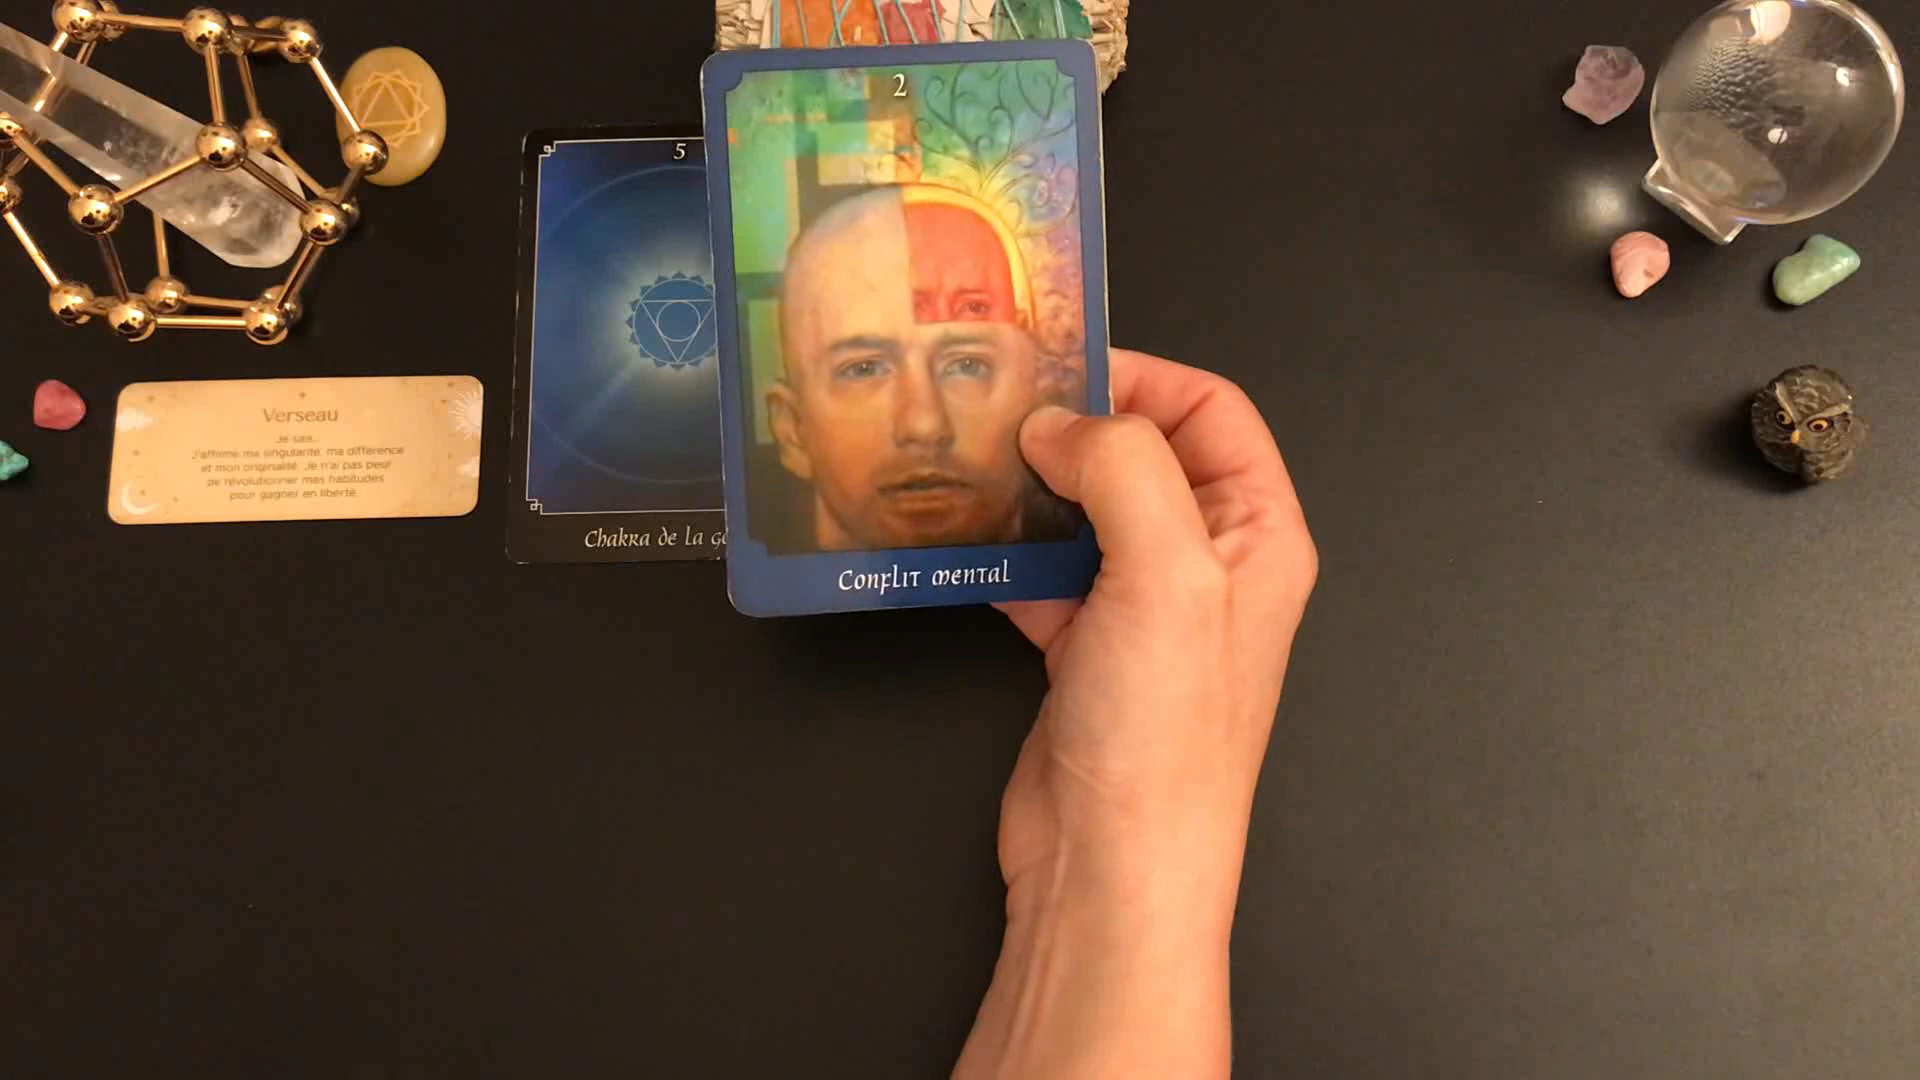 2
5
Verseau
Je sais...
J'affirme ma singularité, ma différence
et mon originalité. Je n'ai pas peur
de révolutionner mes habitudes
pour gagner en liberté.
Chakra de la
Conflit mental